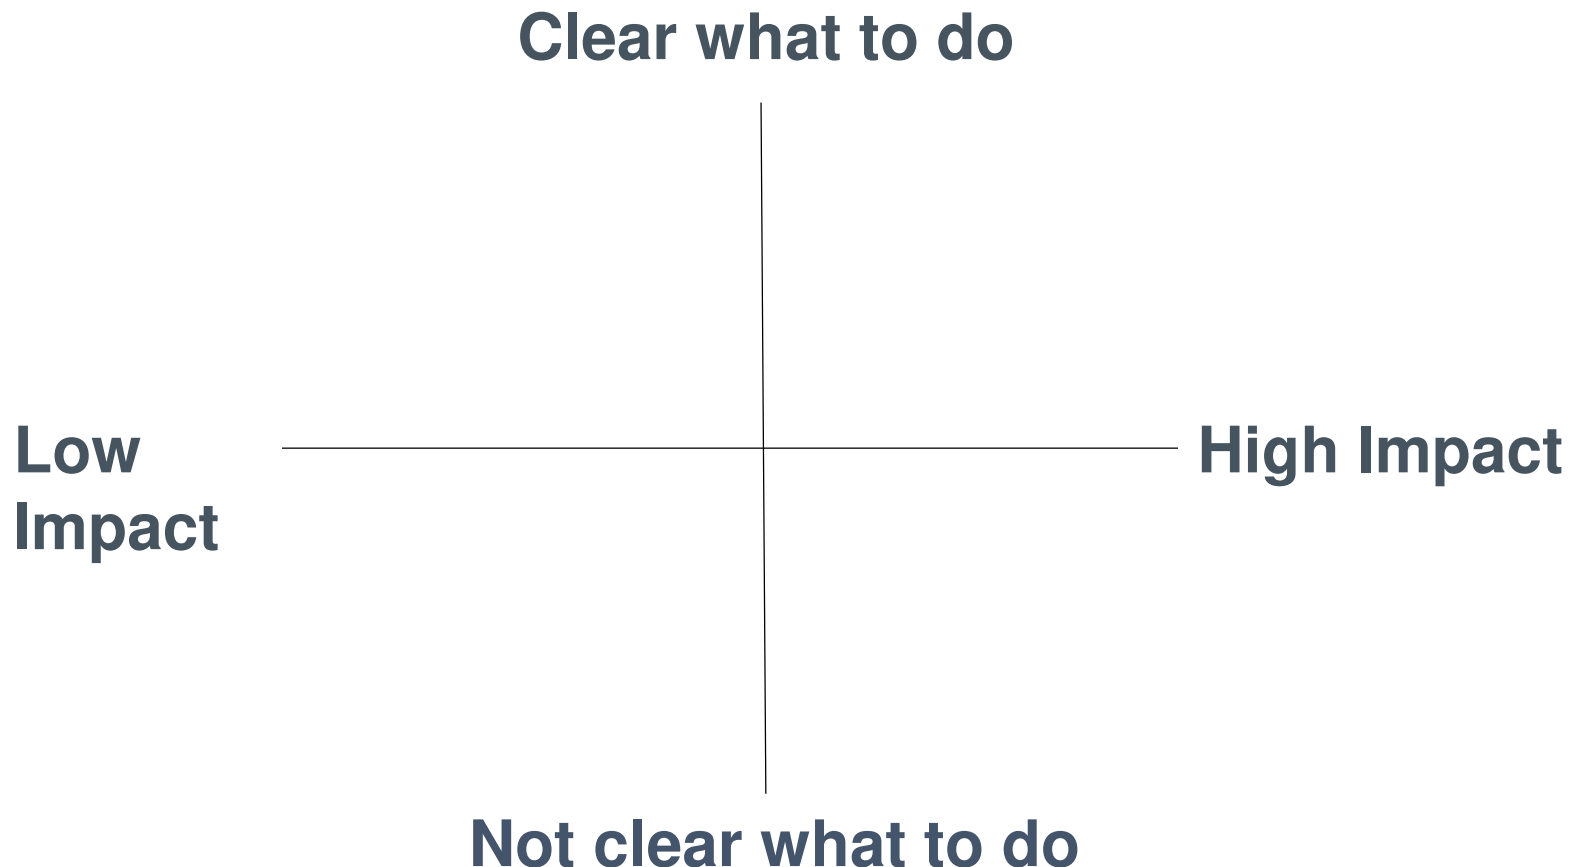 Clear what to do
Low
Impact
High Impact
Not clear what to do